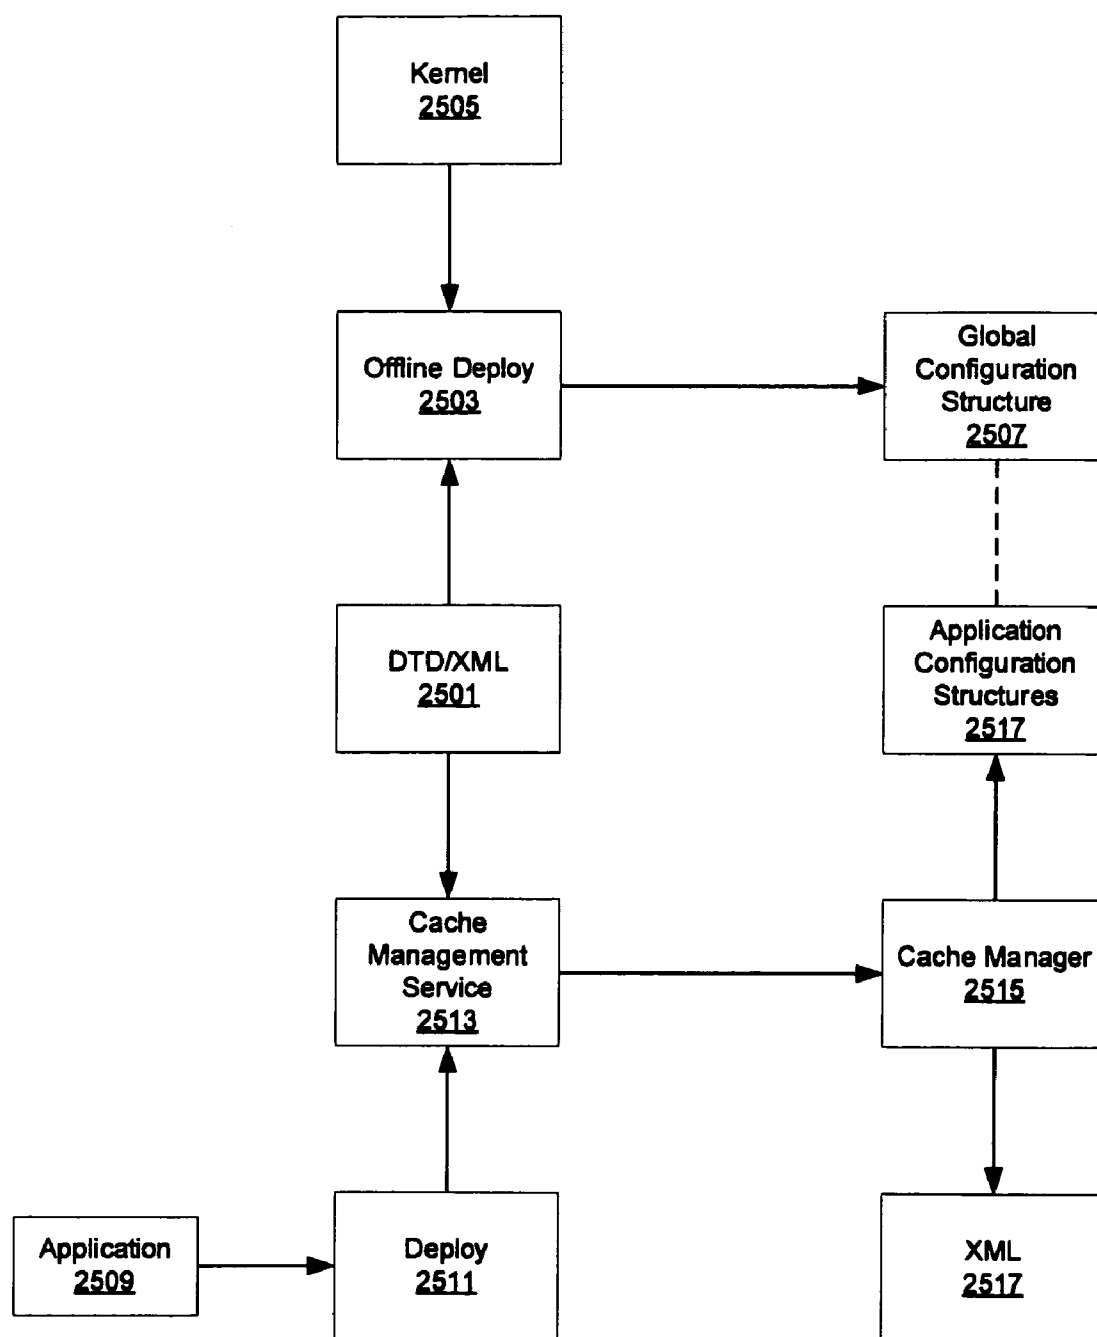 Kernel
2505
Offline Deploy
2503
Global
Configuration
Structure
2507
DTD/XML
2501
Application
Configuration
Structures
2517
Cache
Management
Service
2513
Cache Manager
2515
Application
2509
Deploy
2511
XML
2517